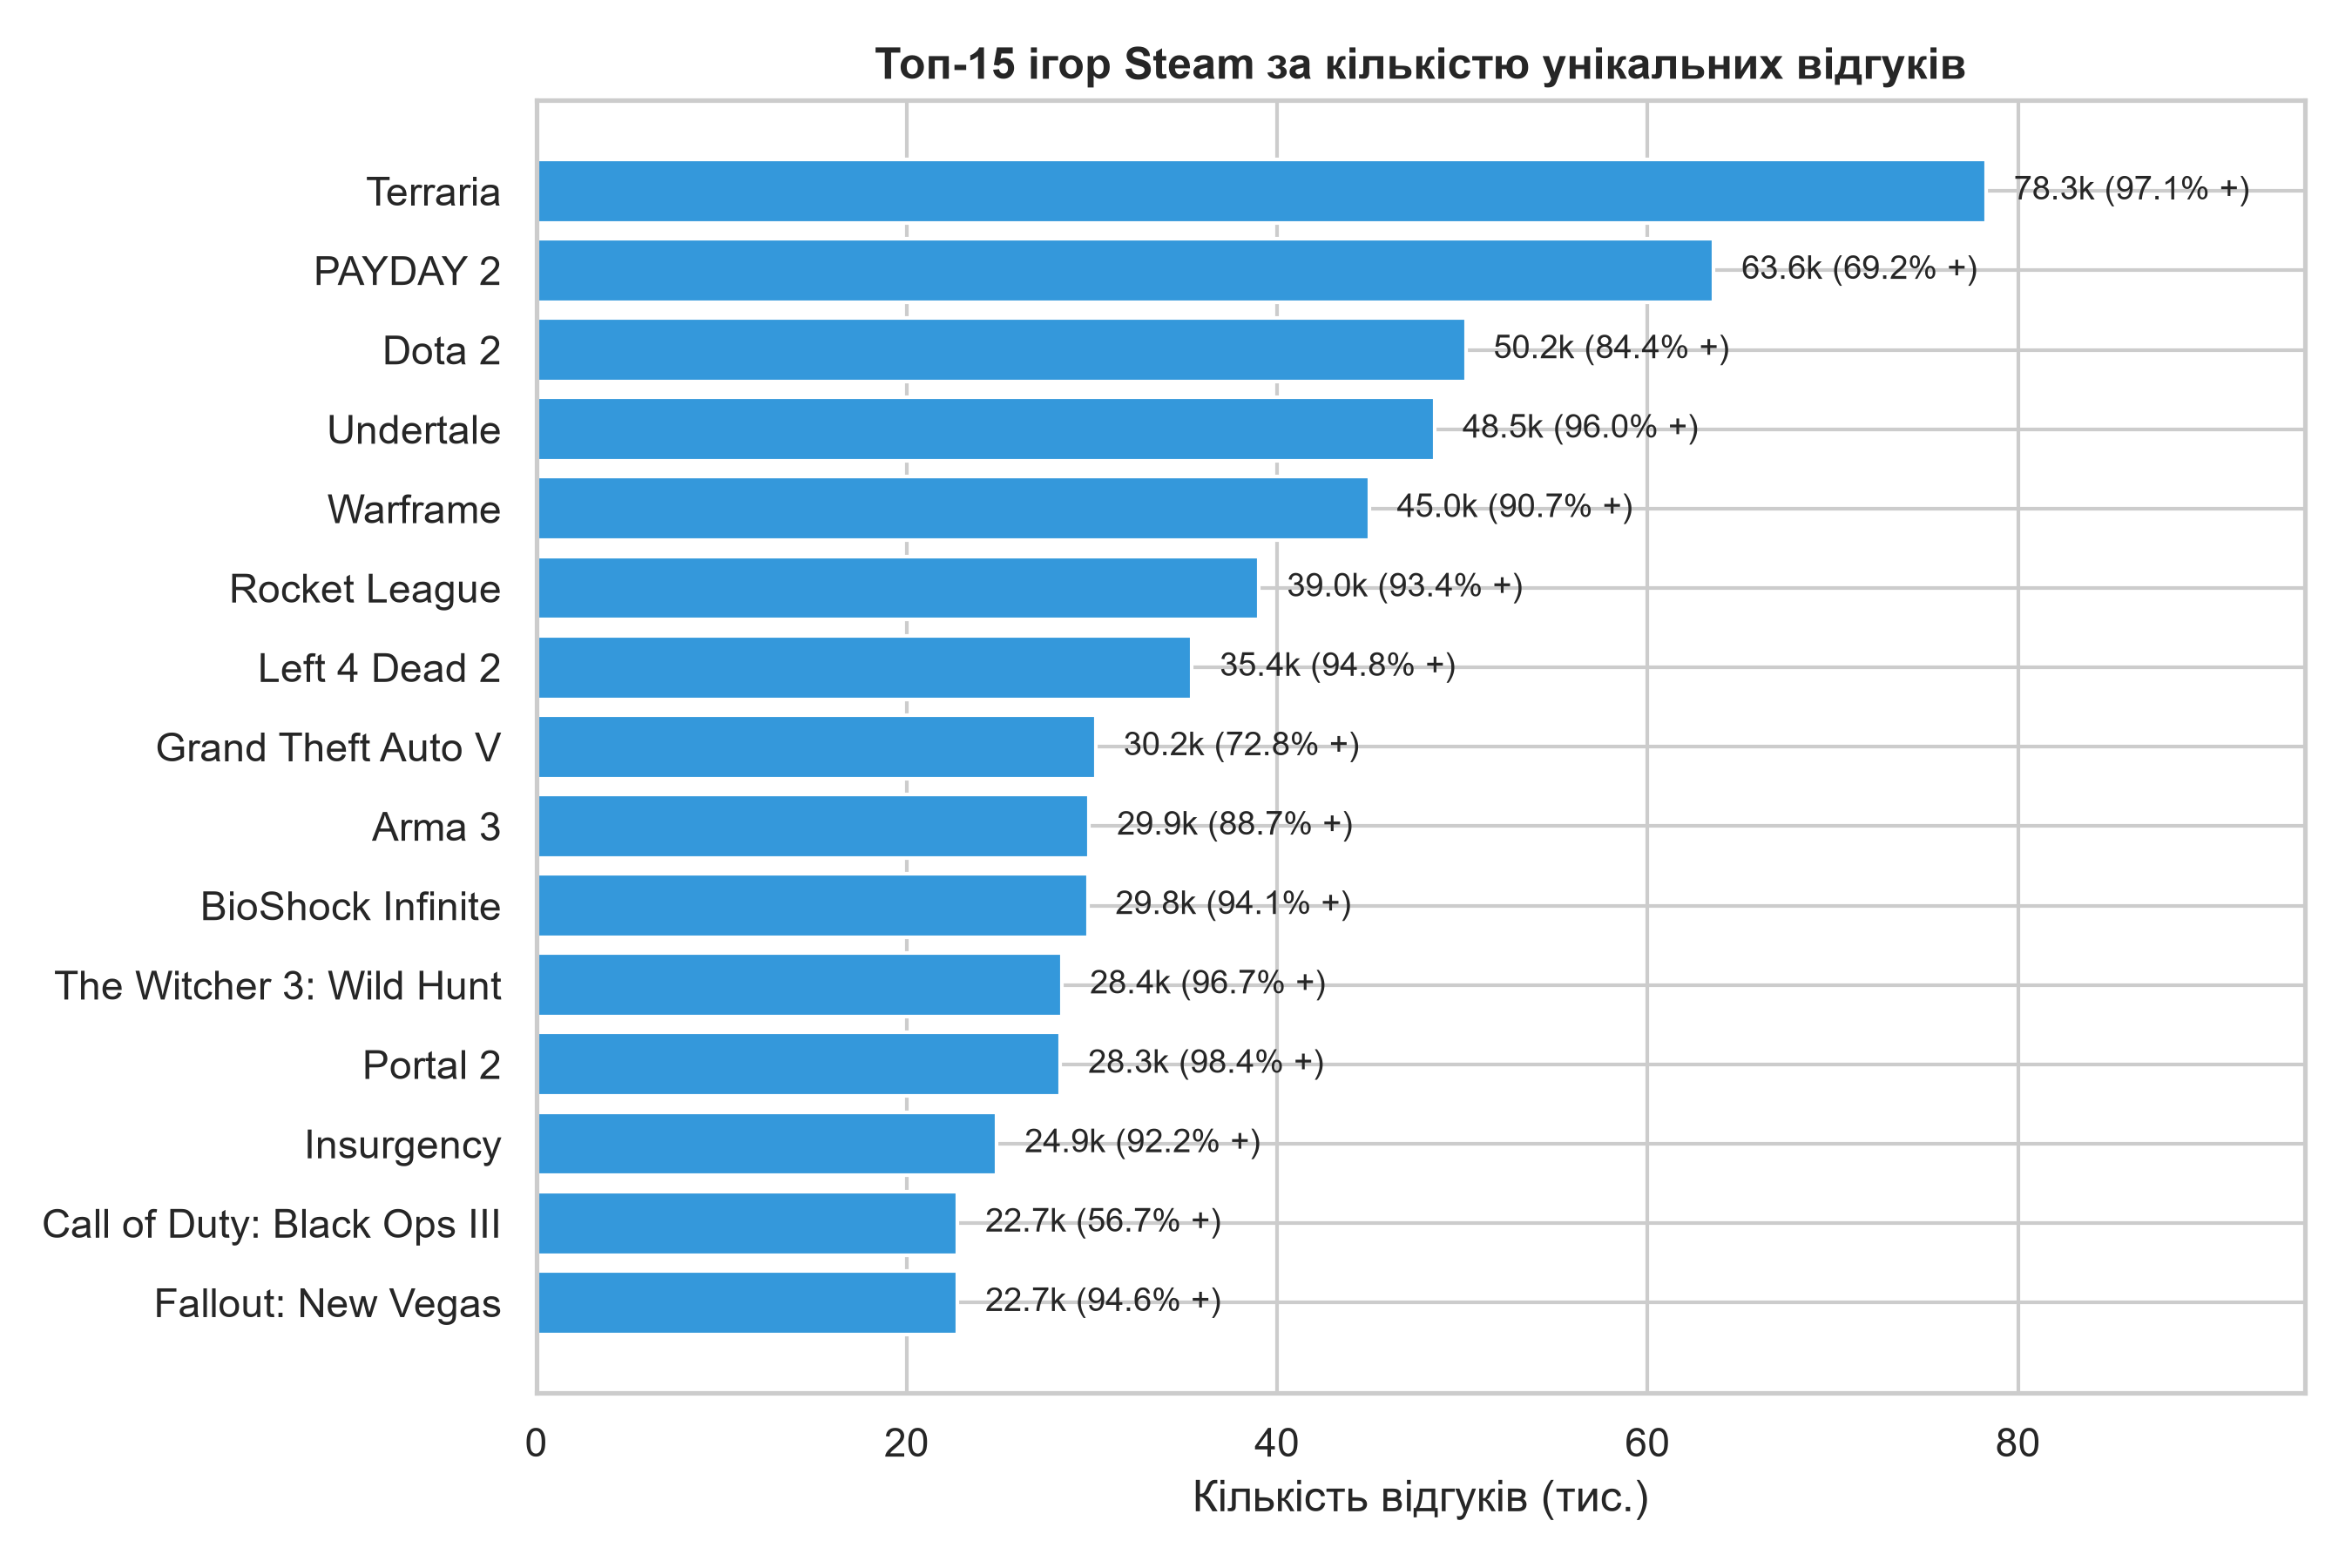 Топ-15 ігор Steam за кількістю унікальних відгуків
Terraria 78.3k (97.1% +)
PAYDAY 2 63.6k (69.2% +)
Dota 2 50.2k (84.4% +)
Undertale 48.5k (96.0% +)
Warframe 45.0k (90.7% +)
Rocket League 39.0k (93.4% +)
Left 4 Dead 2 35.4k (94.8% +)
Grand Theft Auto V 30.2k (72.8% +)
Arma 3 29.9k (88.7% +)
BioShock Infinite 29.8k (94.1% +)
The Witcher 3: Wild Hunt 28.4k (96.7% +)
Portal 2 28.3k (98.4% +)
Insurgency 24.9k (92.2% +)
Call of Duty: Black Ops III 22.7k (56.7% +)
Fallout: New Vegas 22.7k (94.6% +)
0 20 40 60 80
Кількість відгуків (тис.)